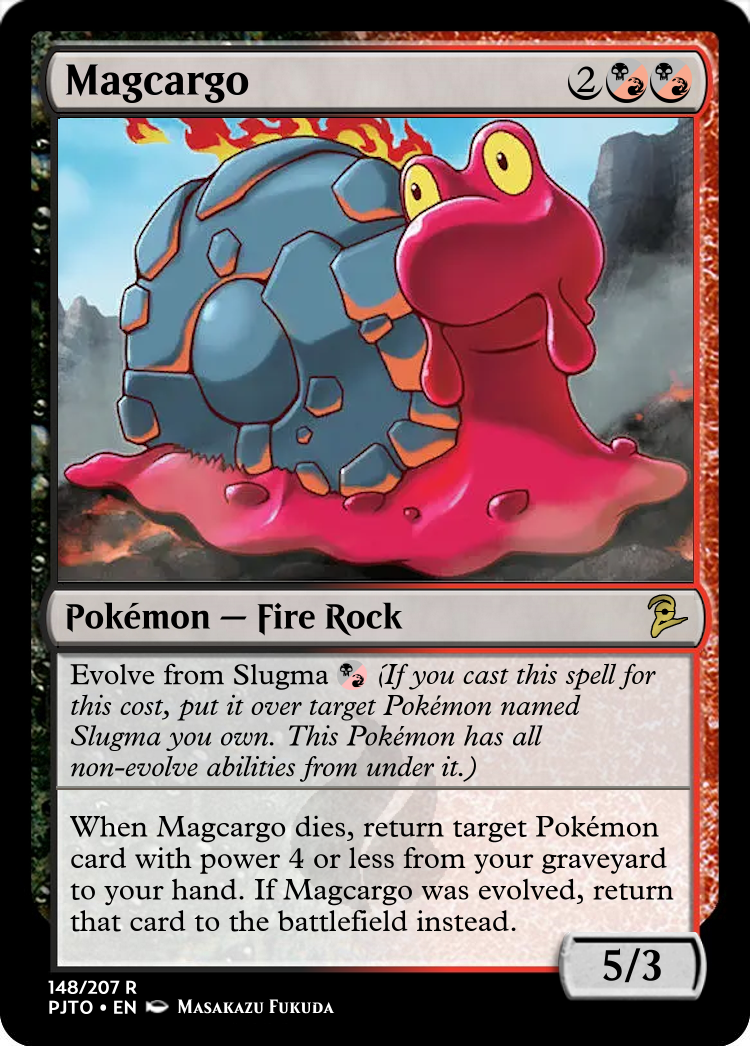 Magcargo 2
Pokémon — Fire Rock
Evolve from Slugma (If you cast this spell for
this cost, put it over target Pokémon named
Slugma you own. This Pokémon has all
non-evolve abilities from under it.)
When Magcargo dies, return target Pokémon
card with power 4 or less from your graveyard
to your hand. If Magcargo was evolved, return
that card to the battlefield instead.
5/3
148/207 R
PJTO • EN Masakazu Fukuda